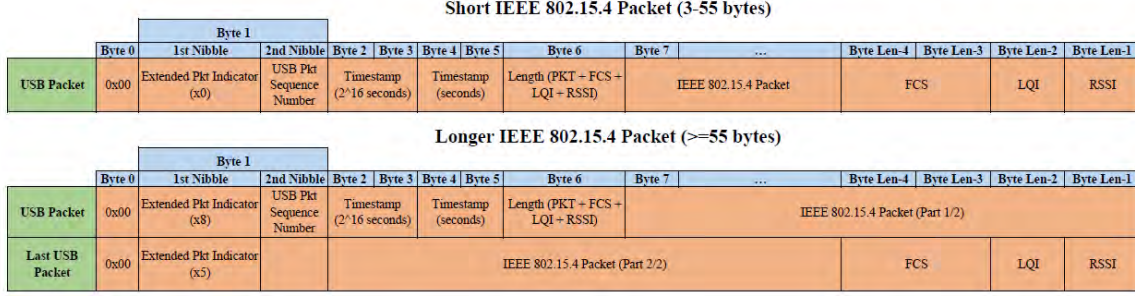 Short IEEE 802.15.4 Packet (3-55 bytes)
Byte 1
Byte 0 1st Nibble 2nd Nibble Byte 2 Byte 3 Byte 4 Byte 5 Byte 6 Byte 7 ... Byte Len-4 Byte Len-3 Byte Len-2 Byte Len-1
USB Packet 0x00 Extended Pkt Indicator (x0) USB Pkt Sequence Number Timestamp (2^16 seconds) Timestamp (seconds) Length (PKT + FCS + LQI + RSSI) IEEE 802.15.4 Packet FCS LQI RSSI
Longer IEEE 802.15.4 Packet (>=55 bytes)
Byte 1
Byte 0 1st Nibble 2nd Nibble Byte 2 Byte 3 Byte 4 Byte 5 Byte 6 Byte 7 ... Byte Len-4 Byte Len-3 Byte Len-2 Byte Len-1
USB Packet 0x00 Extended Pkt Indicator (x8) USB Pkt Sequence Number Timestamp (2^16 seconds) Timestamp (seconds) Length (PKT + FCS + LQI + RSSI) IEEE 802.15.4 Packet (Part 1/2)
Last USB Packet 0x00 Extended Pkt Indicator (x5) IEEE 802.15.4 Packet (Part 2/2) FCS LQI RSSI